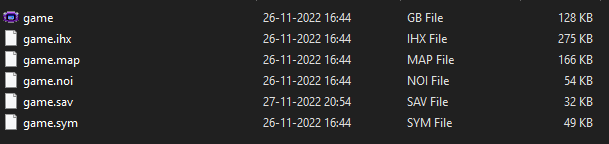 game 26-11-2022 16:44 GB File 128 KB
game.ihx 26-11-2022 16:44 IHX File 275 KB
game.map 26-11-2022 16:44 MAP File 166 KB
game.noi 26-11-2022 16:44 NOI File 54 KB
game.sav 27-11-2022 20:54 SAV File 32 KB
game.sym 26-11-2022 16:44 SYM File 49 KB